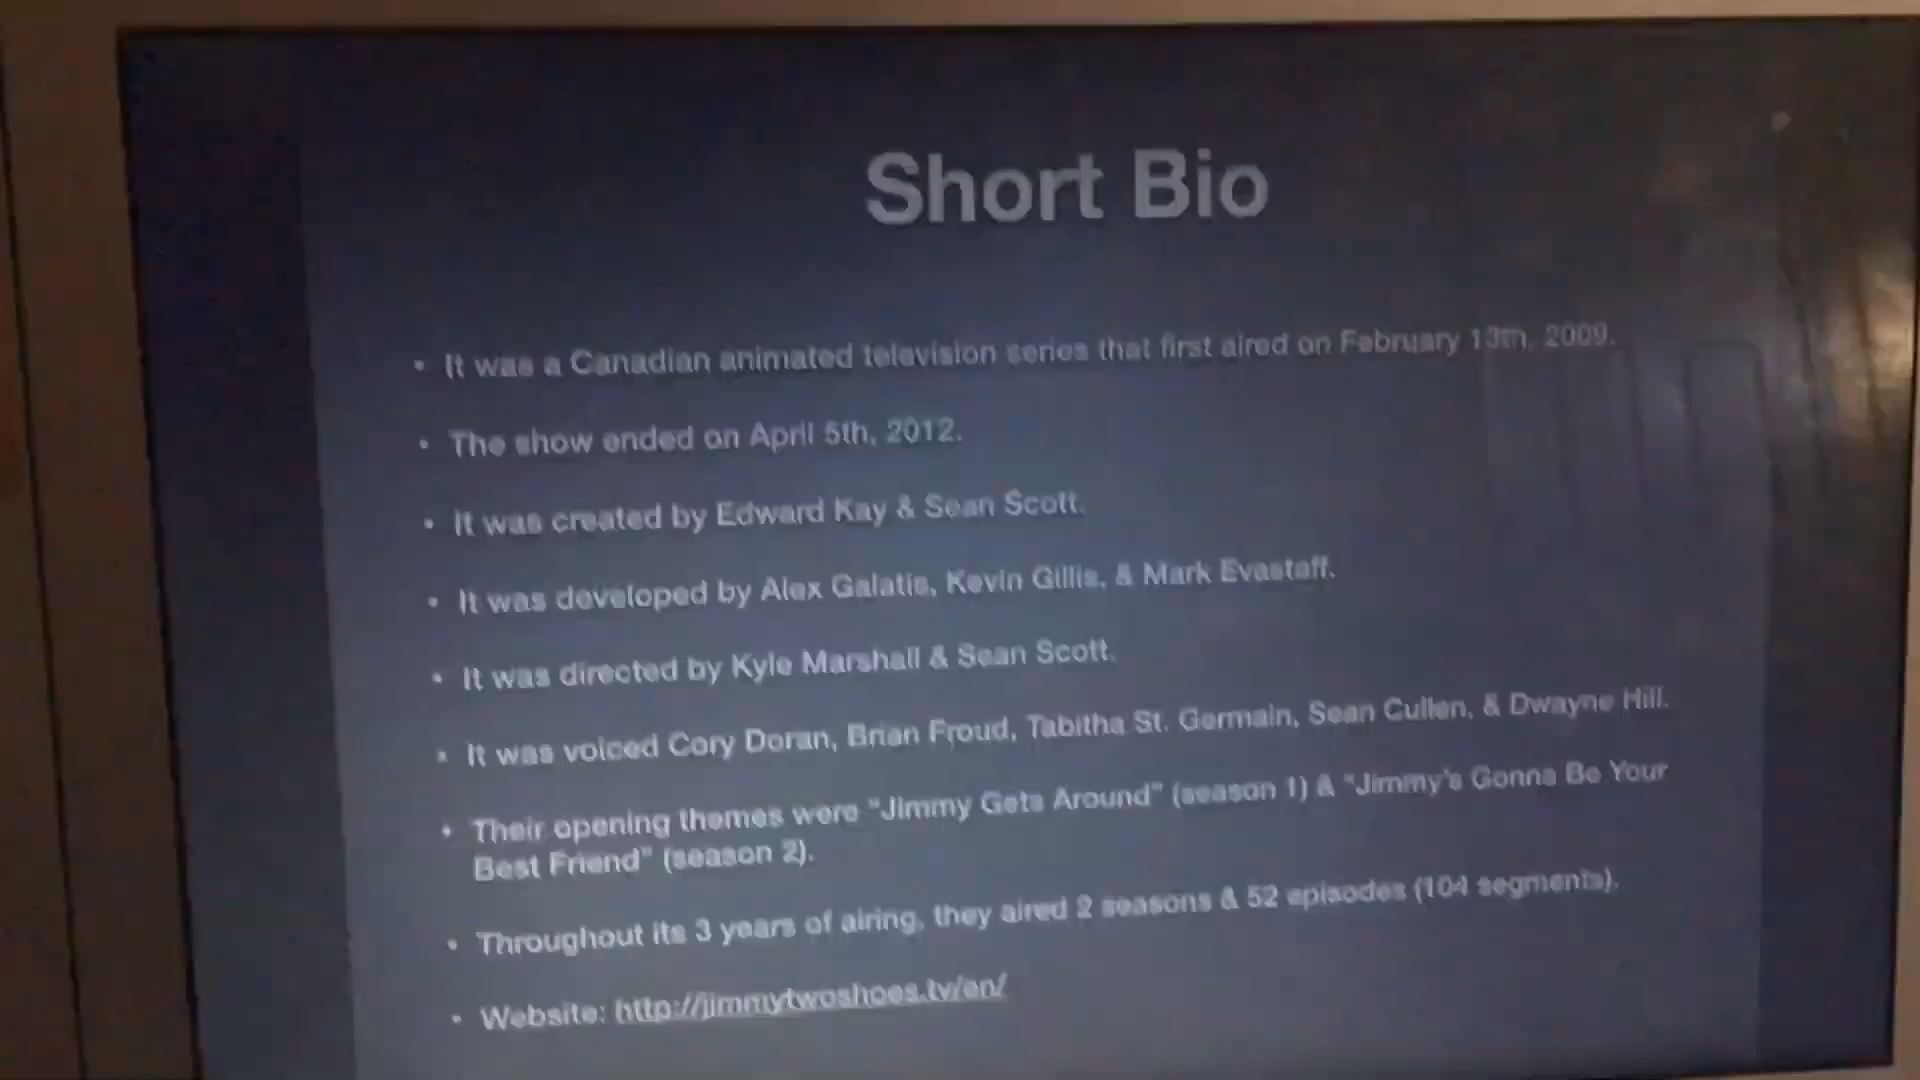 Short Bio
• It was a Canadian animated television series that first aired on February 13th, 2009.
• The show ended on April 5th, 2012.
• It was created by Edward Kay & Sean Scott.
• It was developed by Alex Galatis, Kevin Gillis, & Mark Evastaff.
• It was directed by Kyle Marshall & Sean Scott.
• It was voiced Cory Doran, Brian Froud, Tabitha St. Germain, Sean Cullen, & Dwayne Hill.
• Their opening themes were "Jimmy Gets Around" (season 1) & "Jimmy's Gonna Be Your
Best Friend" (season 2).
• Throughout its 3 years of airing, they aired 2 seasons & 52 episodes (104 segments).
• Website: http://jimmytwoshoes.tv/en/